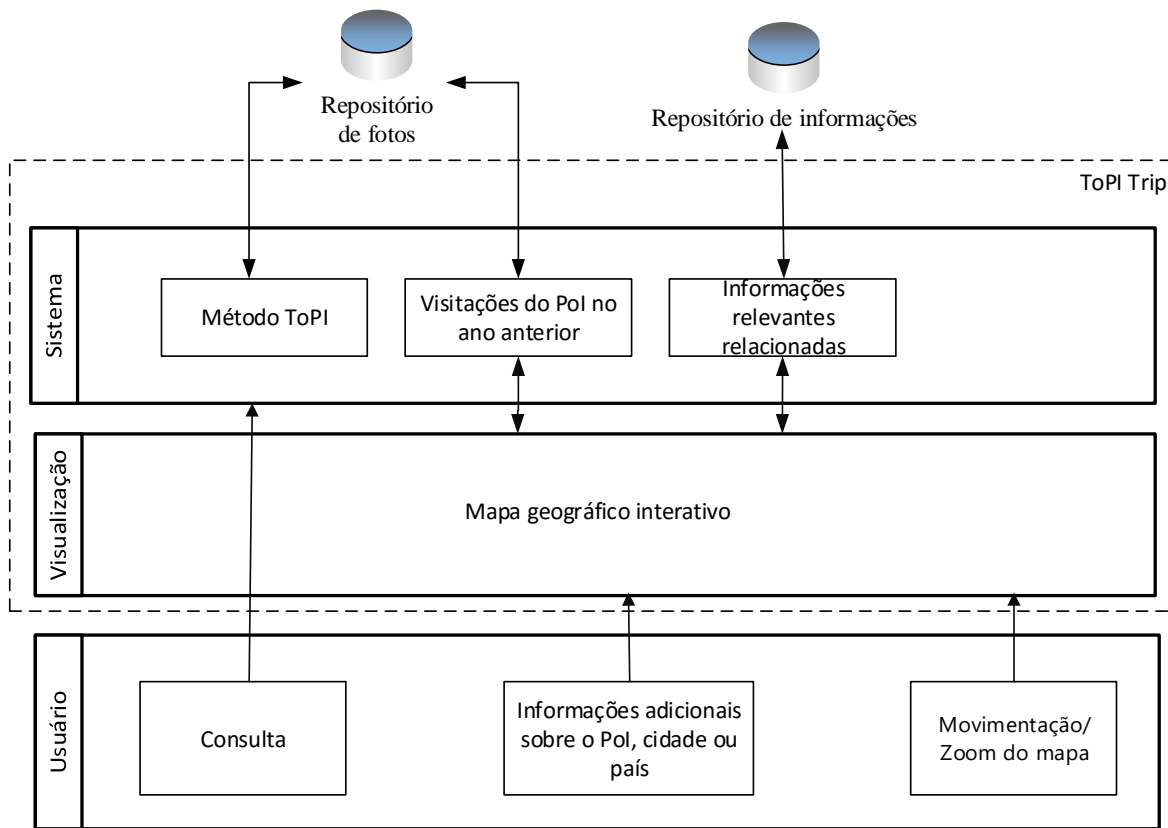 Repositório
de fotos
Repositório de informações
ToPI Trip
Sistema
Método ToPI
Visitações do PoI no
ano anterior
Informações
relevantes
relacionadas
Visualização
Mapa geográfico interativo
Usuário
Consulta
Informações adicionais
sobre o PoI, cidade ou
país
Movimentação/
Zoom do mapa